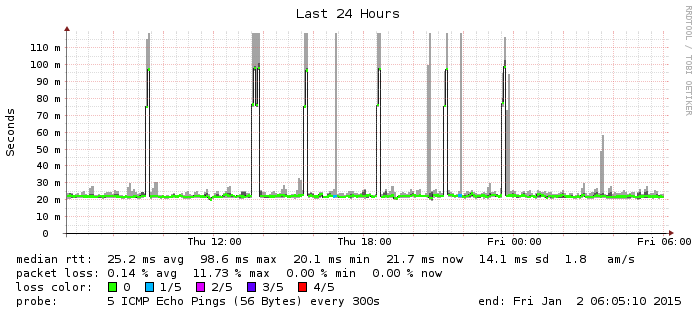 Last 24 Hours
RRDTOOL / TOBI OETIKER
Seconds
110 m
100 m
90 m
80 m
70 m
60 m
50 m
40 m
30 m
20 m
10 m
0
Thu 12:00 Thu 18:00 Fri 00:00 Fri 06:00
median rtt: 25.2 ms avg 98.6 ms max 20.1 ms min 21.7 ms now 14.1 ms sd 1.8 am/s
packet loss: 0.14 % avg 11.73 % max 0.00 % min 0.00 % now
loss color: 0 1/5 2/5 3/5 4/5
probe: 5 ICMP Echo Pings (56 Bytes) every 300s end: Fri Jan 2 06:05:10 2015